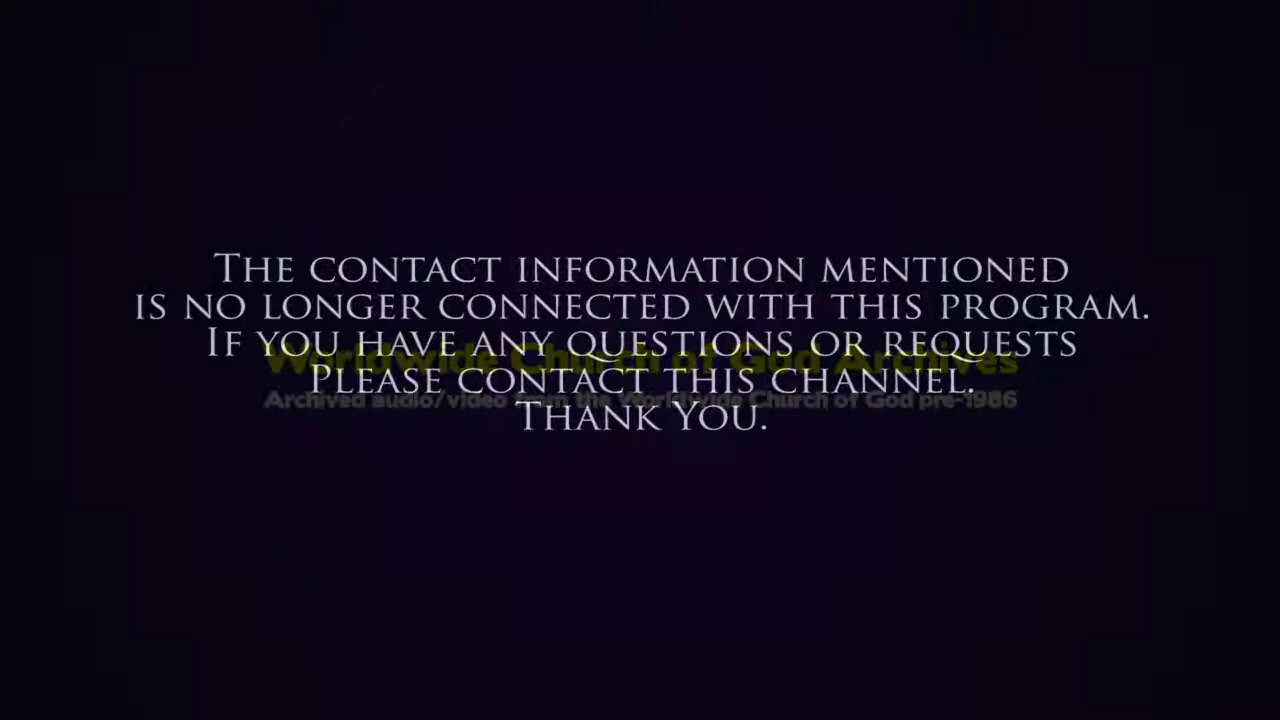 The contact information mentioned
is no longer connected with this program.
If you have any questions or requests
Worldwide Church of God Archives
Please contact this channel.
Archived audio/video from the Worldwide Church of God pre-1986
Thank You.